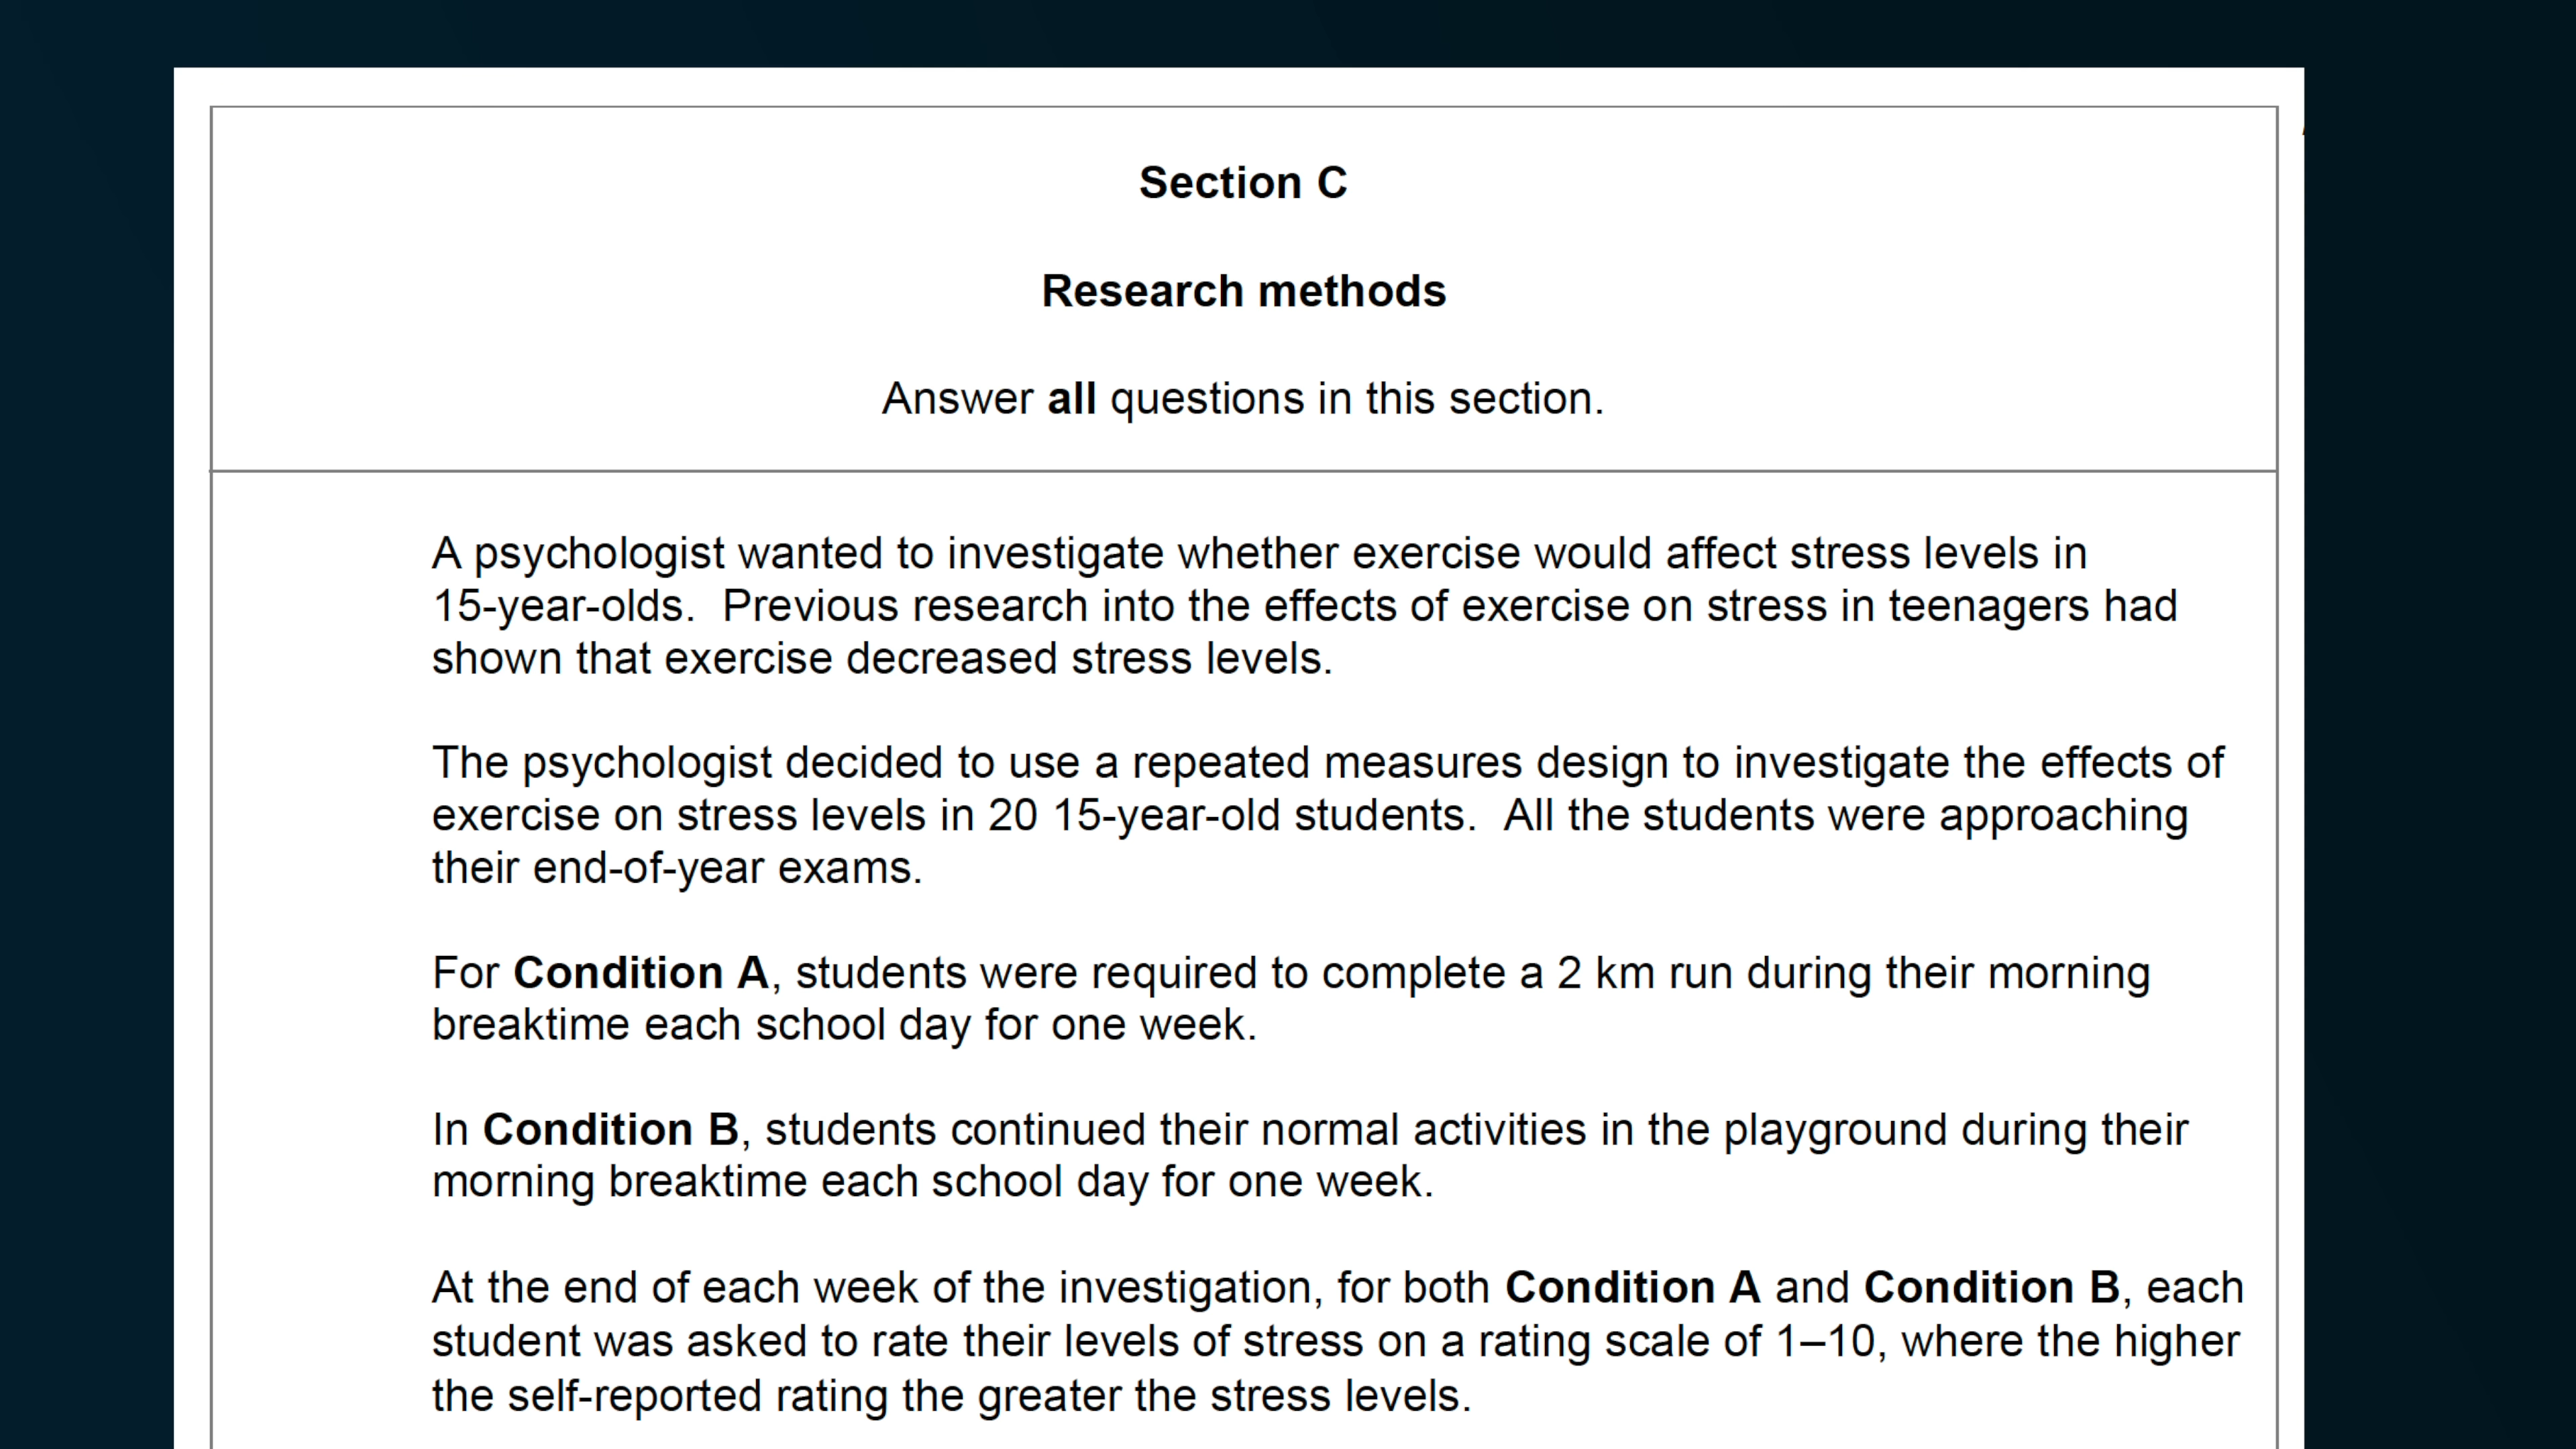 Section C
Research methods
Answer all questions in this section.
A psychologist wanted to investigate whether exercise would affect stress levels in
15-year-olds.  Previous research into the effects of exercise on stress in teenagers had
shown that exercise decreased stress levels.
The psychologist decided to use a repeated measures design to investigate the effects of
exercise on stress levels in 20 15-year-old students.  All the students were approaching
their end-of-year exams.
For Condition A, students were required to complete a 2 km run during their morning
breaktime each school day for one week.
In Condition B, students continued their normal activities in the playground during their
morning breaktime each school day for one week.
At the end of each week of the investigation, for both Condition A and Condition B, each
student was asked to rate their levels of stress on a rating scale of 1–10, where the higher
the self-reported rating the greater the stress levels.